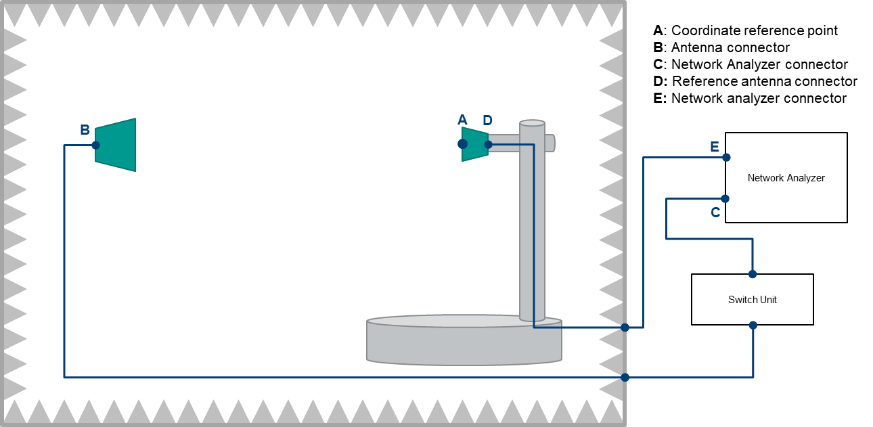 A: Coordinate reference point
B: Antenna connector
C: Network Analyzer connector
D: Reference antenna connector
E: Network analyzer connector
B
A D
E
Network Analyzer
C
Switch Unit